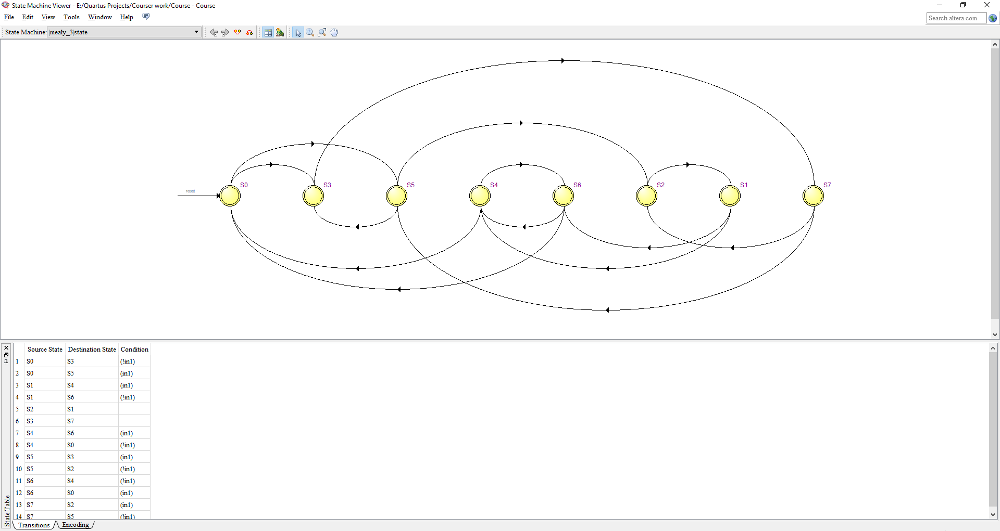 State Machine Viewer - E:/Quartus Projects/Courser work/Course - Course
File Edit View Tools Window Help
Search altera.com
State Machine: |mealy_3|state
reset
S0 S3 S5 S4 S6 S2 S1 S7
Source State Destination State Condition
1 S0 S3 (!in1)
2 S0 S5 (in1)
3 S1 S4 (in1)
4 S1 S6 (!in1)
5 S2 S1
6 S3 S7
7 S4 S6 (in1)
8 S4 S0 (!in1)
9 S5 S3 (in1)
10 S5 S2 (!in1)
11 S6 S4 (!in1)
12 S6 S0 (in1)
13 S7 S2 (in1)
14 S7 S5 (!in1)
State Table
Transitions Encoding